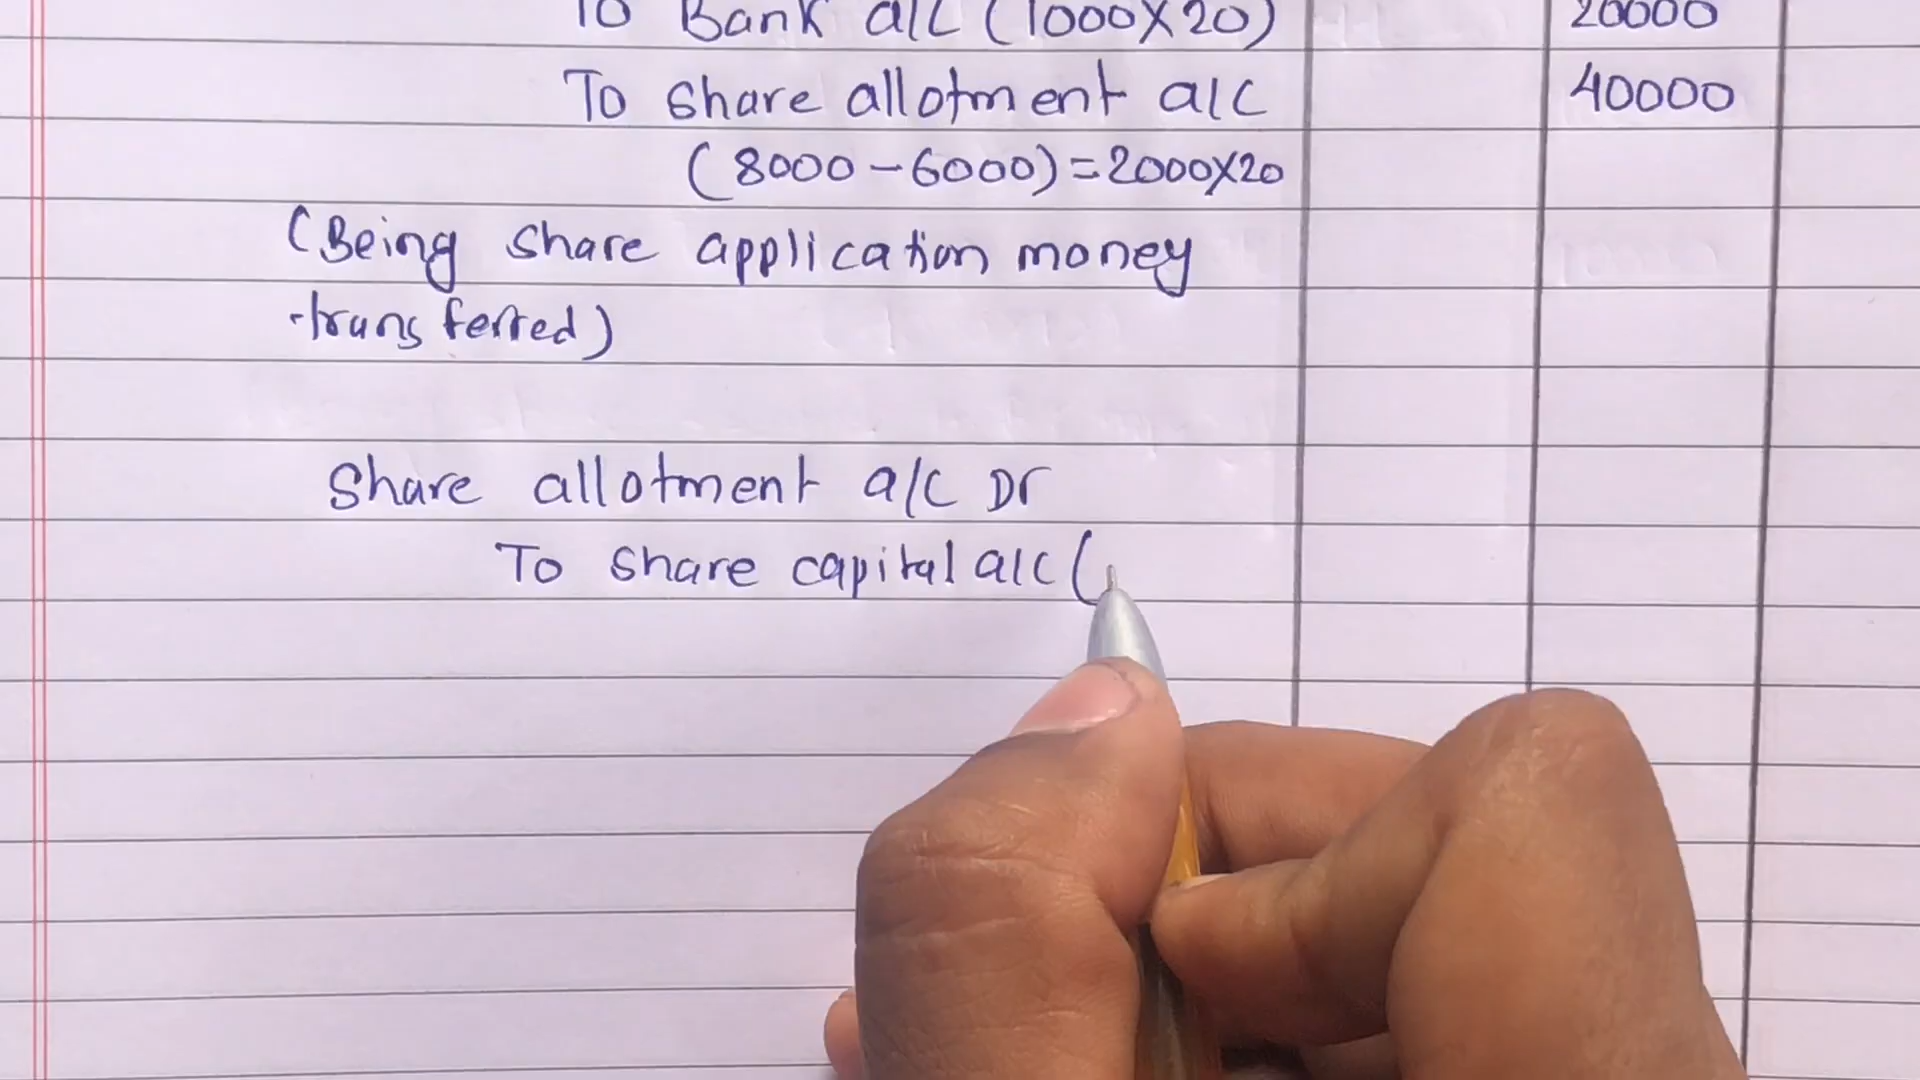 To Bank a/c (1000X20) 20000
To share allotment a/c 40000
(8000-6000)=2000X20
(Being share application money
transferred)
Share allotment a/c Dr
To share capital a/c (